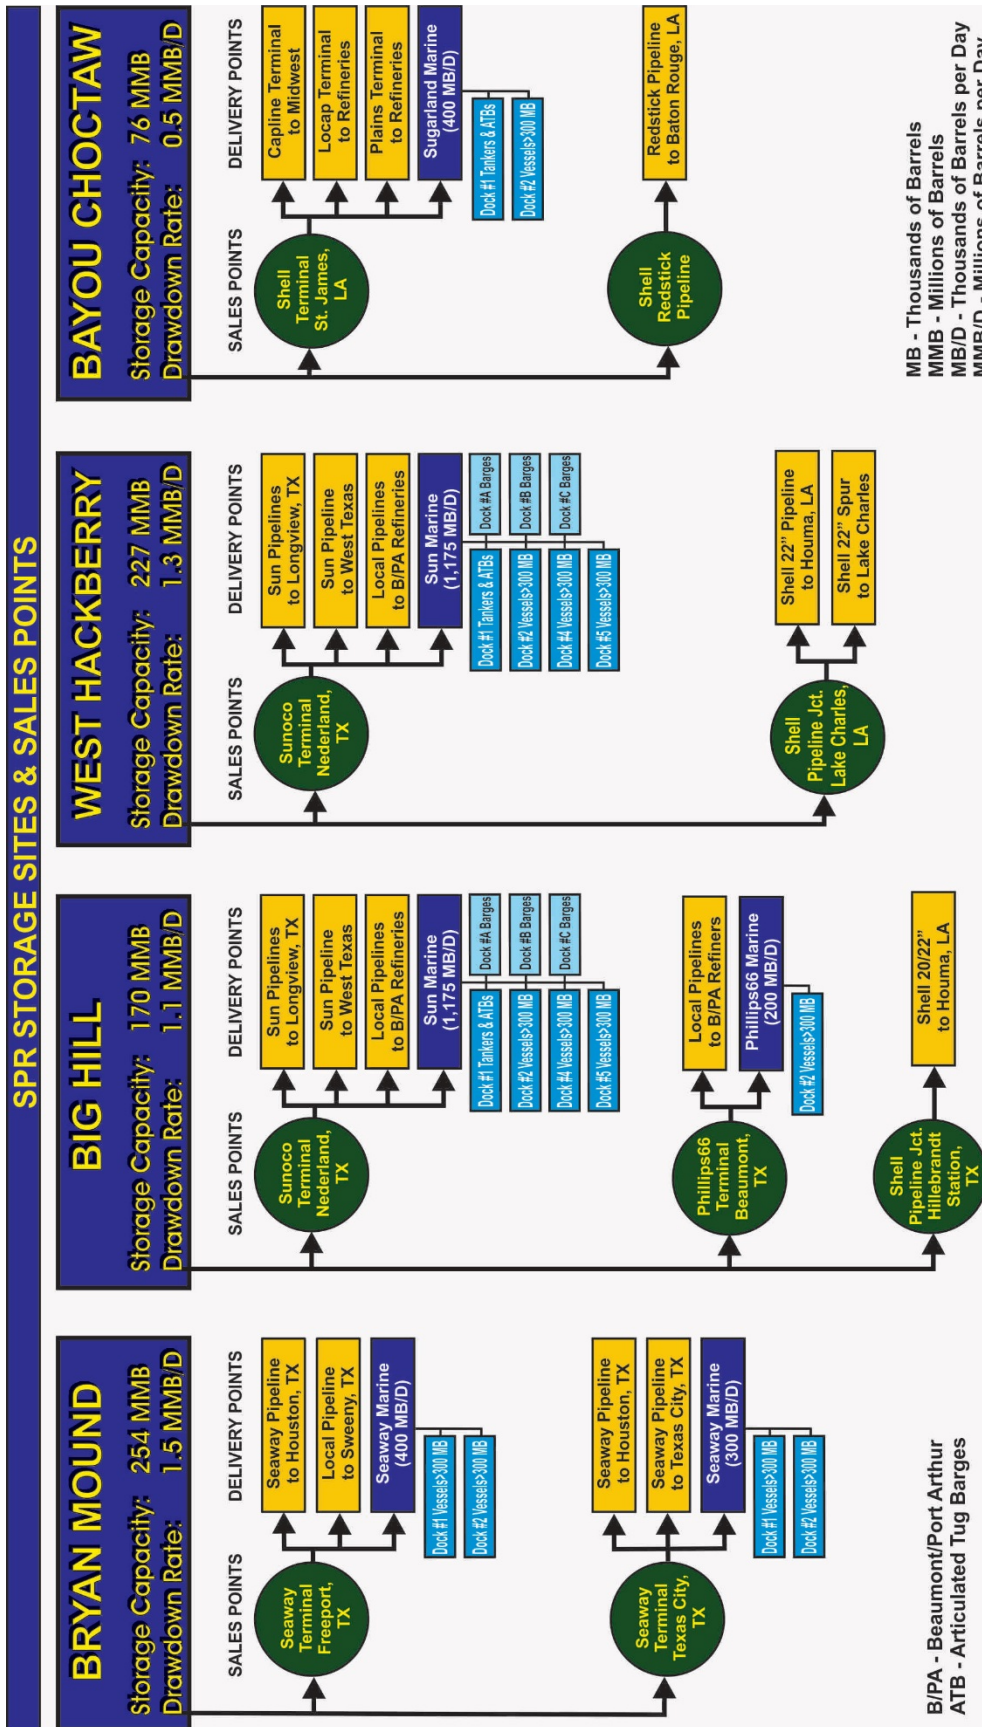 SPR STORAGE SITES & SALES POINTS
BRYAN MOUND
Storage Capacity: 254 MMB
Drawdown Rate: 1.5 MMB/D
SALES POINTS
DELIVERY POINTS
Seaway
Terminal
Freeport,
TX
Seaway Pipeline
to Houston, TX
Local Pipeline
to Sweeny, TX
Seaway Marine
(400 MB/D)
Dock #1 Vessels>300 MB
Dock #2 Vessels>300 MB
Seaway
Terminal
Texas City,
TX
Seaway Pipeline
to Houston, TX
Seaway Pipeline
to Texas City, TX
Seaway Marine
(300 MB/D)
Dock #1 Vessels>300 MB
Dock #2 Vessels>300 MB
BIG HILL
Storage Capacity: 170 MMB
Drawdown Rate: 1.1 MMB/D
SALES POINTS
DELIVERY POINTS
Sunoco
Terminal
Nederland,
TX
Sun Pipelines
to Longview, TX
Sun Pipeline
to West Texas
Local Pipelines
to B/PA Refineries
Sun Marine
(1,175 MB/D)
Dock #1 Tankers & ATBs
Dock #A Barges
Dock #2 Vessels>300 MB
Dock #B Barges
Dock #4 Vessels>300 MB
Dock #C Barges
Dock #5 Vessels>300 MB
Phillips66
Terminal
Beaumont,
TX
Local Pipelines
to B/PA Refiners
Phillips66 Marine
(200 MB/D)
Dock #2 Vessels>300 MB
Shell
Pipeline Jct.
Hillebrandt
Station,
TX
Shell 20/22”
to Houma, LA
WEST HACKBERRY
Storage Capacity: 227 MMB
Drawdown Rate: 1.3 MMB/D
SALES POINTS
DELIVERY POINTS
Sunoco
Terminal
Nederland,
TX
Sun Pipelines
to Longview, TX
Sun Pipeline
to West Texas
Local Pipelines
to B/PA Refineries
Sun Marine
(1,175 MB/D)
Dock #1 Tankers & ATBs
Dock #A Barges
Dock #2 Vessels>300 MB
Dock #B Barges
Dock #4 Vessels>300 MB
Dock #C Barges
Dock #5 Vessels>300 MB
Shell
Pipeline Jct.
Lake Charles,
LA
Shell 22” Pipeline
to Houma, LA
Shell 22” Spur
to Lake Charles
BAYOU CHOCTAW
Storage Capacity: 76 MMB
Drawdown Rate: 0.5 MMB/D
SALES POINTS
DELIVERY POINTS
Shell
Terminal
St. James,
LA
Capline Terminal
to Midwest
Locap Terminal
to Refineries
Plains Terminal
to Refineries
Sugarland Marine
(400 MB/D)
Dock #1 Tankers & ATBs
Dock #2 Vessels>300 MB
Shell
Redstick
Pipeline
Redstick Pipeline
to Baton Rouge, LA
B/PA - Beaumont/Port Arthur
ATB - Articulated Tug Barges
MB - Thousands of Barrels
MMB - Millions of Barrels
MB/D - Thousands of Barrels per Day
MMB/D - Millions of Barrels per Day